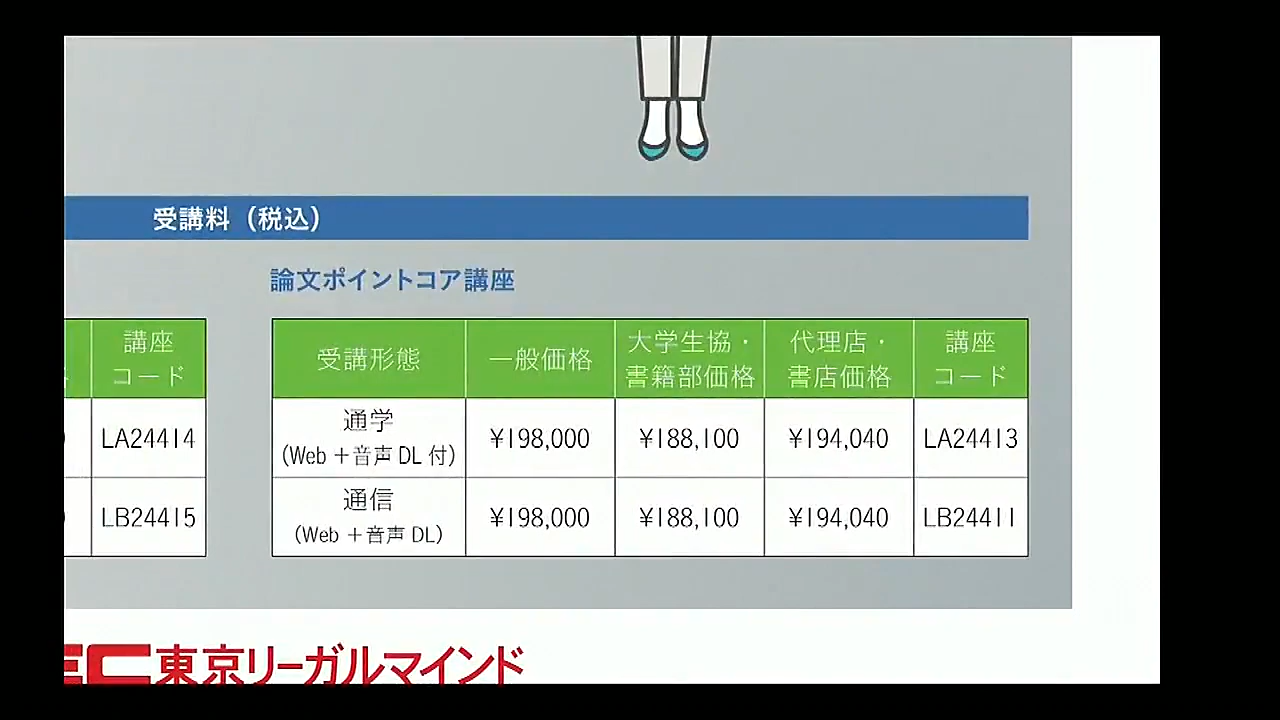 受講料（税込）
論文ポイントコア講座
講座
コード
LA24414
LB24415
受講形態 一般価格 大学生協・書籍部価格 代理店・書店価格 講座コード
通学
（Web＋音声DL付） ¥198,000 ¥188,100 ¥194,040 LA24413
通信
（Web＋音声DL） ¥198,000 ¥188,100 ¥194,040 LB24411
東京リーガルマインド